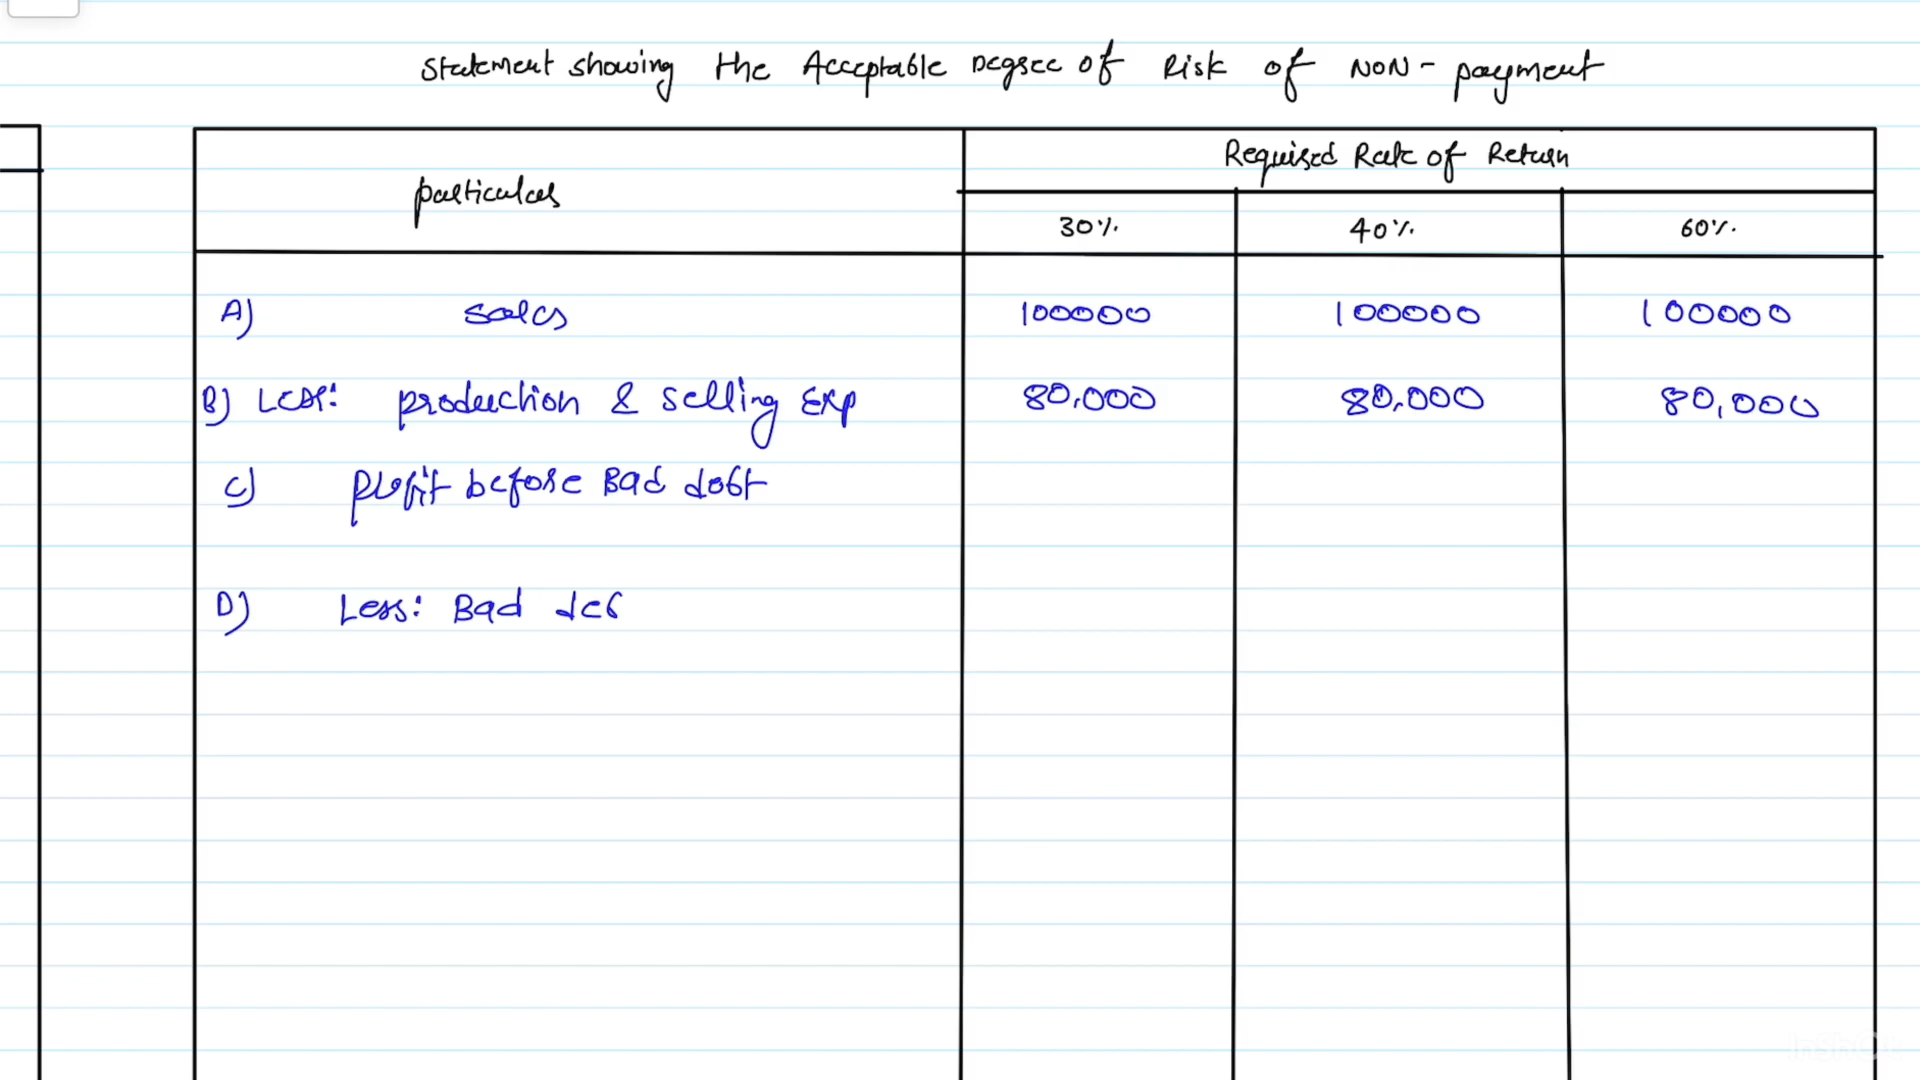 Statement showing the Acceptable Degree of Risk of NON-payment
particulars
Required Rate of Return
30% 40% 60%
A) sales 100000 100000 100000
B) Less: production & selling Exp 80,000 80,000 80,000
C) profit before Bad debt
D) Less: Bad deb